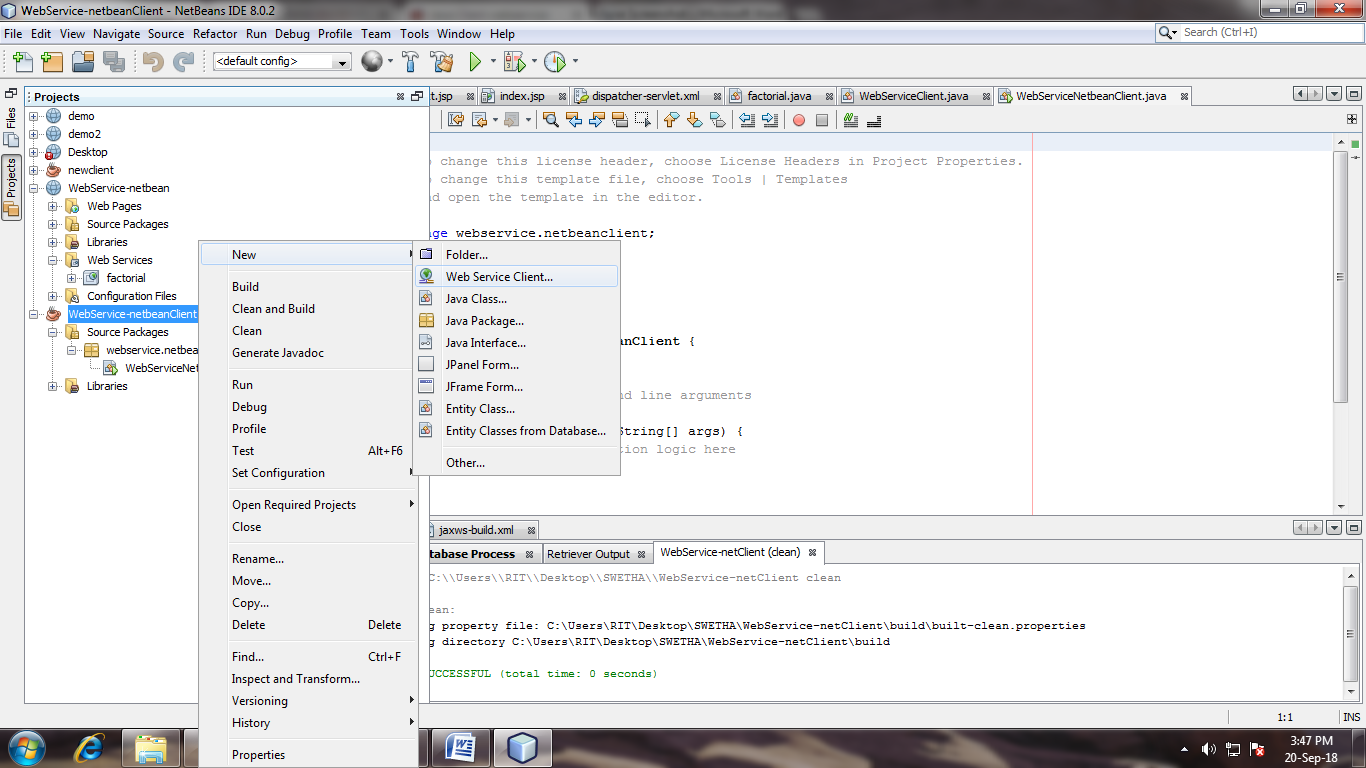 WebService-netbeanClient - NetBeans IDE 8.0.2
File Edit View Navigate Source Refactor Run Debug Profile Team Tools Window Help
Search (Ctrl+I)
<default config>
Files
Projects
Projects
demo
demo2
Desktop
newclient
WebService-netbean
Web Pages
Source Packages
Libraries
Web Services
factorial
Configuration Files
WebService-netbeanClient
Source Packages
webservice.netbea
WebServiceNet
Libraries
New
Build
Clean and Build
Clean
Generate Javadoc
Run
Debug
Profile
Test Alt+F6
Set Configuration
Open Required Projects
Close
Rename...
Move...
Copy...
Delete Delete
Find... Ctrl+F
Inspect and Transform...
Versioning
History
Properties
Folder...
Web Service Client...
Java Class...
Java Package...
Java Interface...
JPanel Form...
JFrame Form...
Entity Class...
Entity Classes from Database...
Other...
t.jsp index.jsp dispatcher-servlet.xml factorial.java WebServiceClient.java WebServiceNetbeanClient.java
o change this license header, choose License Headers in Project Properties.
o change this template file, choose Tools | Templates
nd open the template in the editor.
ge webservice.netbeanclient;
anClient {
nd line arguments
String[] args) {
tion logic here
jaxws-build.xml
tabase Process Retriever Output WebService-netClient (clean)
C:\\Users\\RIT\\Desktop\\SWETHA\\WebService-netClient clean
ean:
g property file: C:\Users\RIT\Desktop\SWETHA\WebService-netClient\build\built-clean.properties
g directory C:\Users\RIT\Desktop\SWETHA\WebService-netClient\build
UCCESSFUL (total time: 0 seconds)
1:1 INS
3:47 PM
20-Sep-18